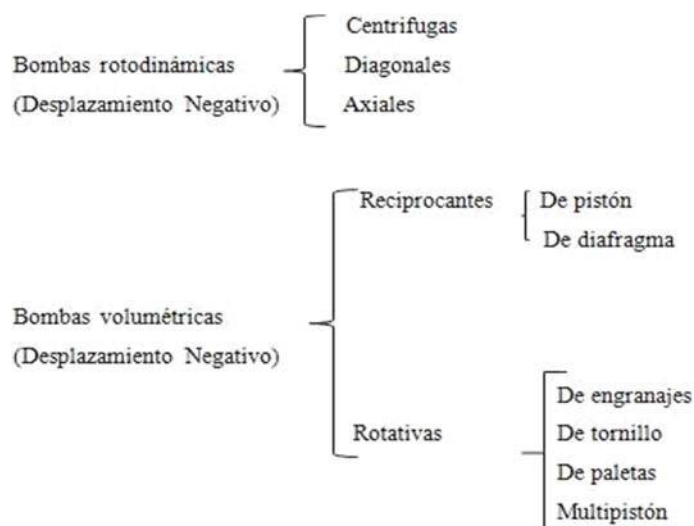 Bombas rotodinámicas
(Desplazamiento Negativo)
Centrifugas
Diagonales
Axiales
Bombas volumétricas
(Desplazamiento Negativo)
Reciprocantes
De pistón
De diafragma
Rotativas
De engranajes
De tornillo
De paletas
Multipistón